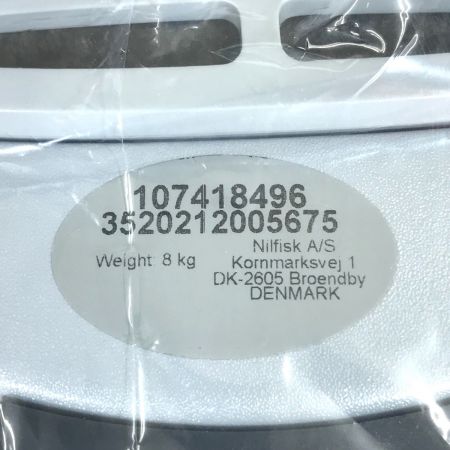 107418496
3520212005675
Weight: 8 kg
Nilfisk A/S
Kornmarksvej 1
DK-2605 Broendby
DENMARK